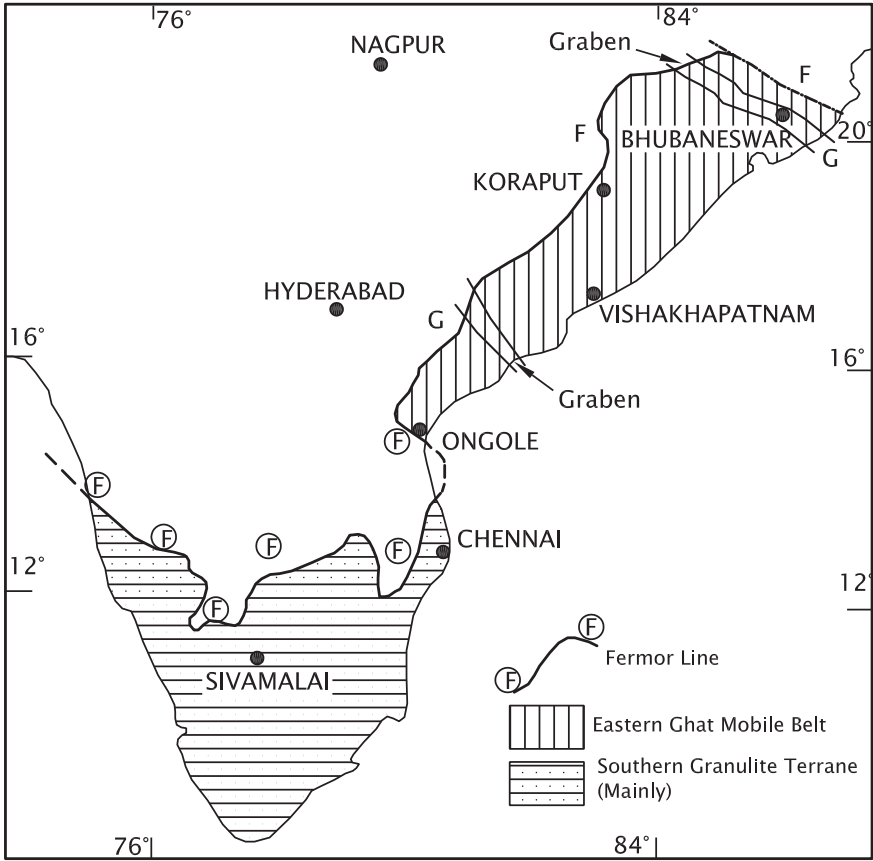 76°
84°
NAGPUR
Graben
F
F
BHUBANESWAR
20°
G
KORAPUT
HYDERABAD
G
VISHAKHAPATNAM
16°
16°
Graben
F
ONGOLE
F
F
F
F
CHENNAI
12°
12°
F
F
Fermor Line
SIVAMALAI
F
Eastern Ghat Mobile Belt
Southern Granulite Terrane
(Mainly)
76°
84°